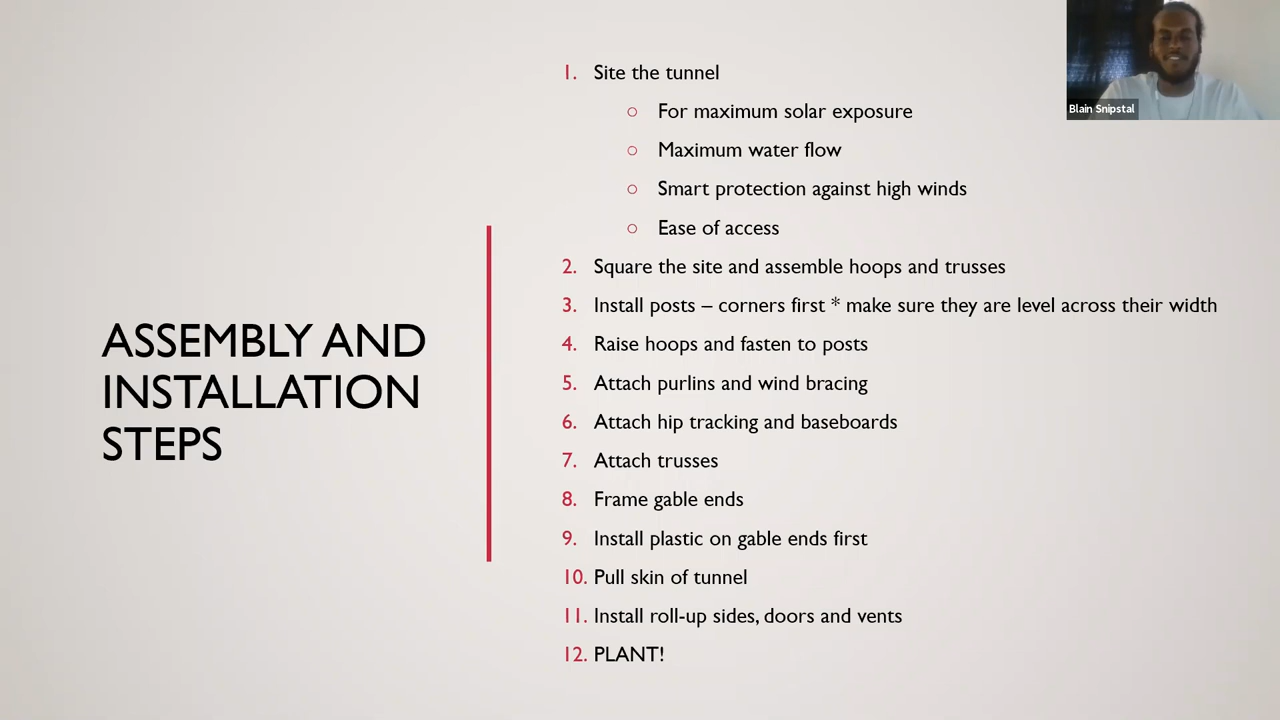 ASSEMBLY AND
INSTALLATION
STEPS
1. Site the tunnel
○ For maximum solar exposure
○ Maximum water flow
○ Smart protection against high winds
○ Ease of access
2. Square the site and assemble hoops and trusses
3. Install posts – corners first * make sure they are level across their width
4. Raise hoops and fasten to posts
5. Attach purlins and wind bracing
6. Attach hip tracking and baseboards
7. Attach trusses
8. Frame gable ends
9. Install plastic on gable ends first
10. Pull skin of tunnel
11. Install roll-up sides, doors and vents
12. PLANT!
Blain Snipstal